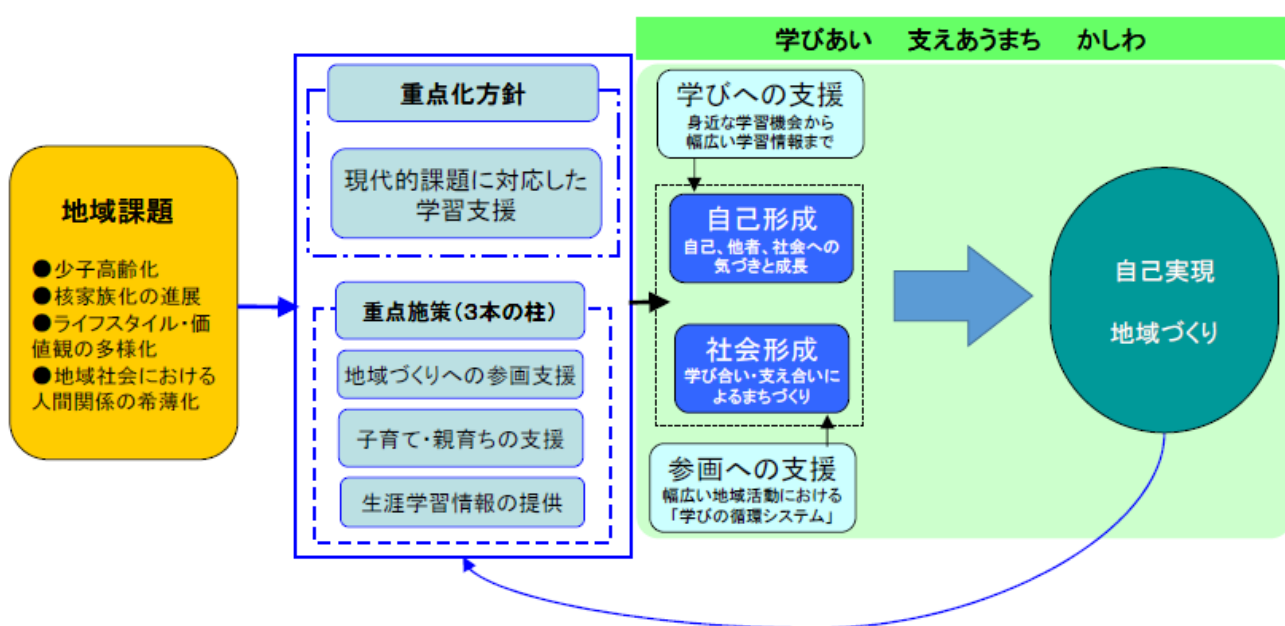 学びあい　支えあうまち　かしわ
地域課題
●少子高齢化
●核家族化の進展
●ライフスタイル・価
値観の多様化
●地域社会における
人間関係の希薄化
重点化方針
現代的課題に対応した
学習支援
重点施策(3本の柱)
地域づくりへの参画支援
子育て・親育ちの支援
生涯学習情報の提供
学びへの支援
身近な学習機会から
幅広い学習情報まで
自己形成
自己、他者、社会への
気づきと成長
社会形成
学び合い・支え合いに
よるまちづくり
参画への支援
幅広い地域活動における
「学びの循環システム」
自己実現
地域づくり